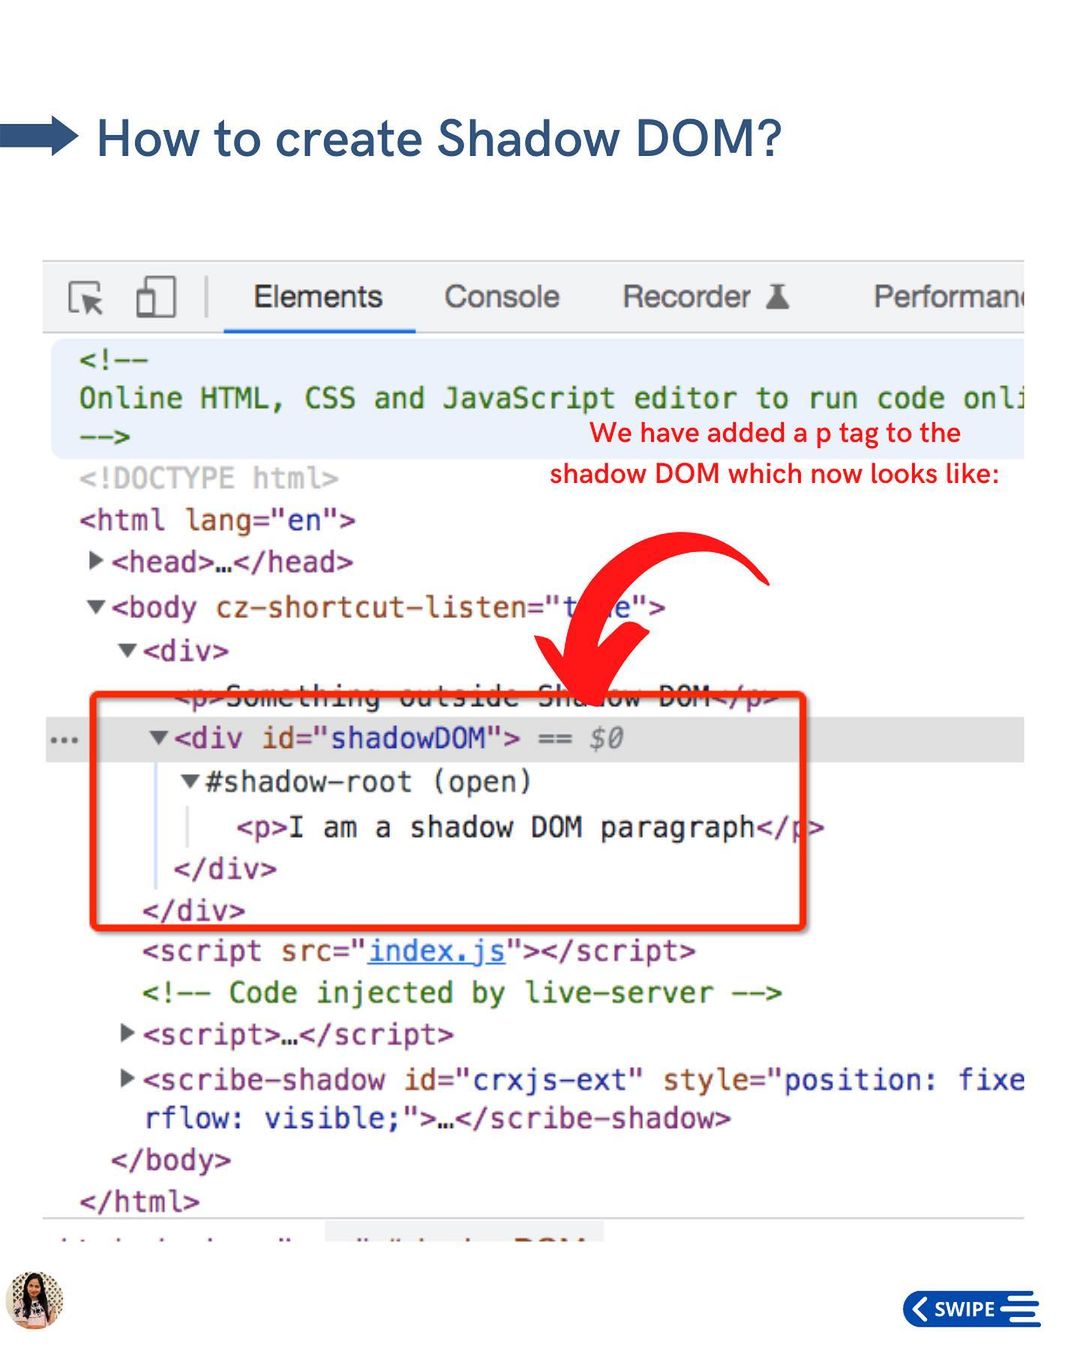 How to create Shadow DOM?
Elements Console Recorder Performan
<!--
Online HTML, CSS and JavaScript editor to run code onli
-->
We have added a p tag to the
shadow DOM which now looks like:
<!DOCTYPE html>
<html lang="en">
<head>…</head>
<body cz-shortcut-listen="true">
<div>
<p>Something outside Shadow DOM</p>
<div id="shadowDOM"> == $0
#shadow-root (open)
<p>I am a shadow DOM paragraph</p>
</div>
</div>
<script src="index.js"></script>
<!-- Code injected by live-server -->
<script>…</script>
<scribe-shadow id="crxjs-ext" style="position: fixe
rflow: visible;">…</scribe-shadow>
</body>
</html>
SWIPE